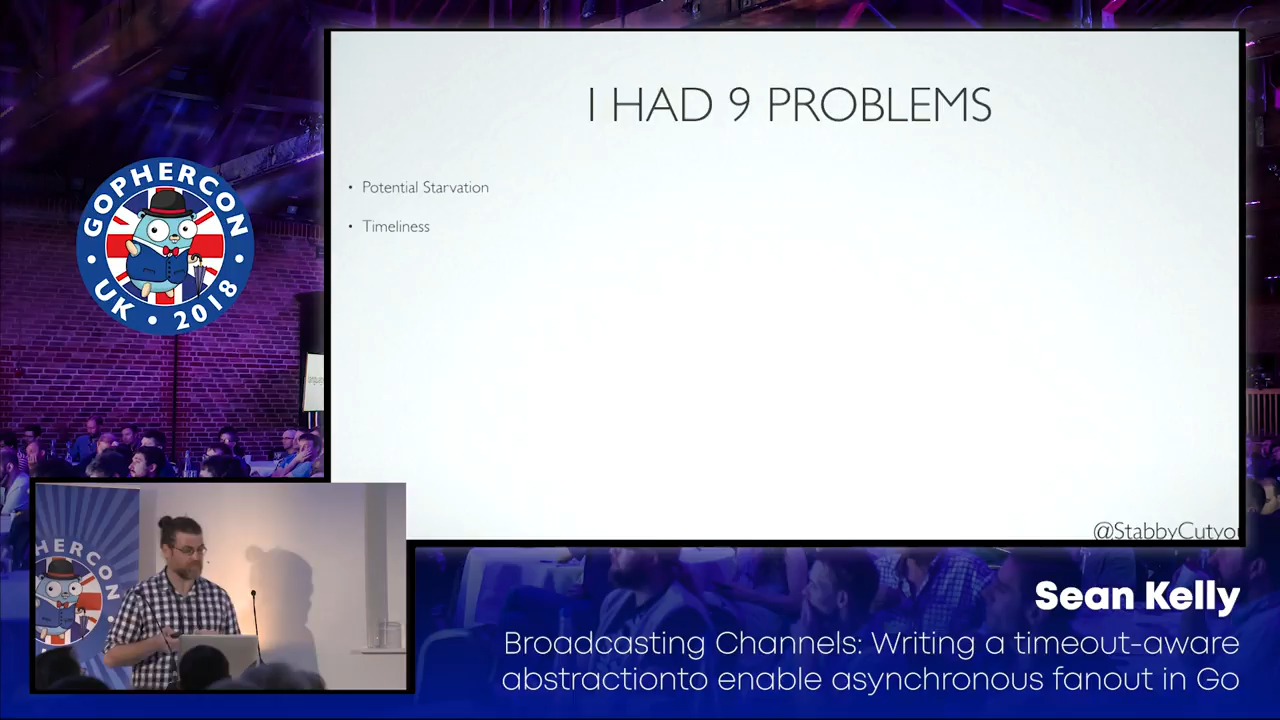 I HAD 9 PROBLEMS
• Potential Starvation
• Timeliness
@StabbyCutyo
GOPHERCON
• UK • 2018 •
HERCON
Sean Kelly
Broadcasting Channels: Writing a timeout-aware
abstractionto enable asynchronous fanout in Go